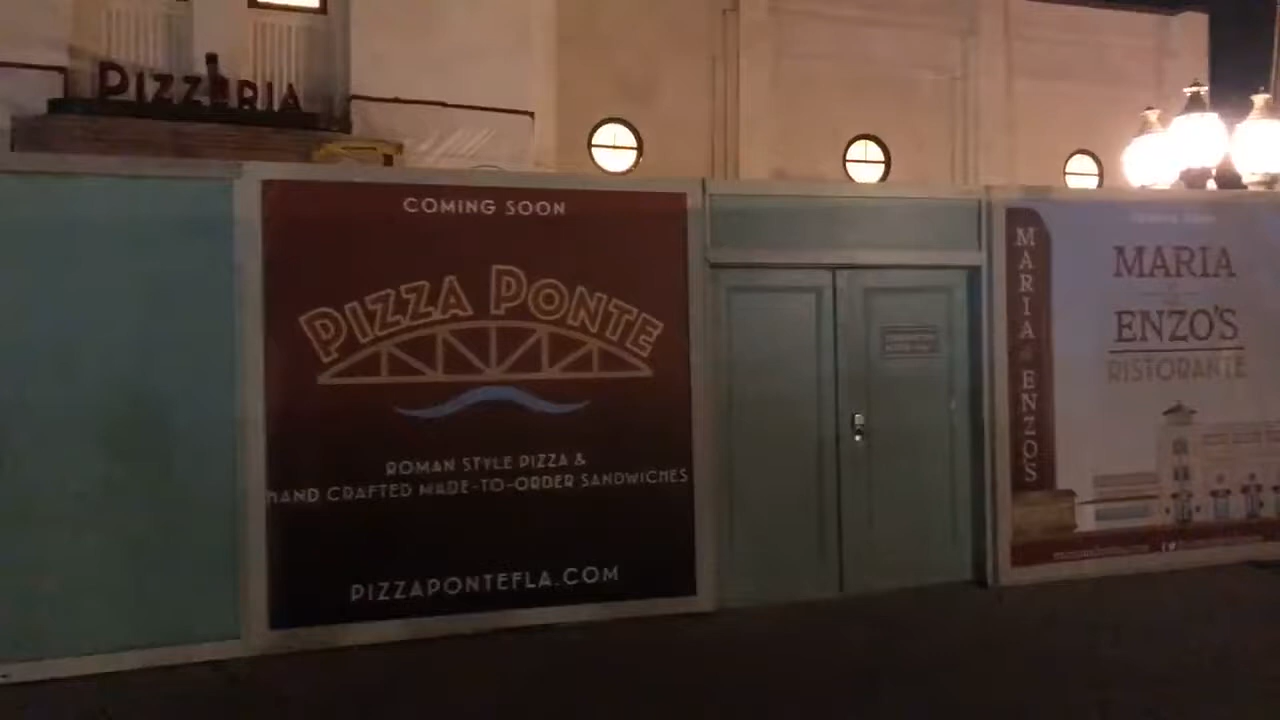 PIZZERIA
COMING SOON
PIZZA PONTE
ROMAN STYLE PIZZA &
HAND CRAFTED MADE-TO-ORDER SANDWICHES
PIZZAPONTEFLA.COM
MARIA & ENZO'S
MARIA
ENZO'S
RISTORANTE